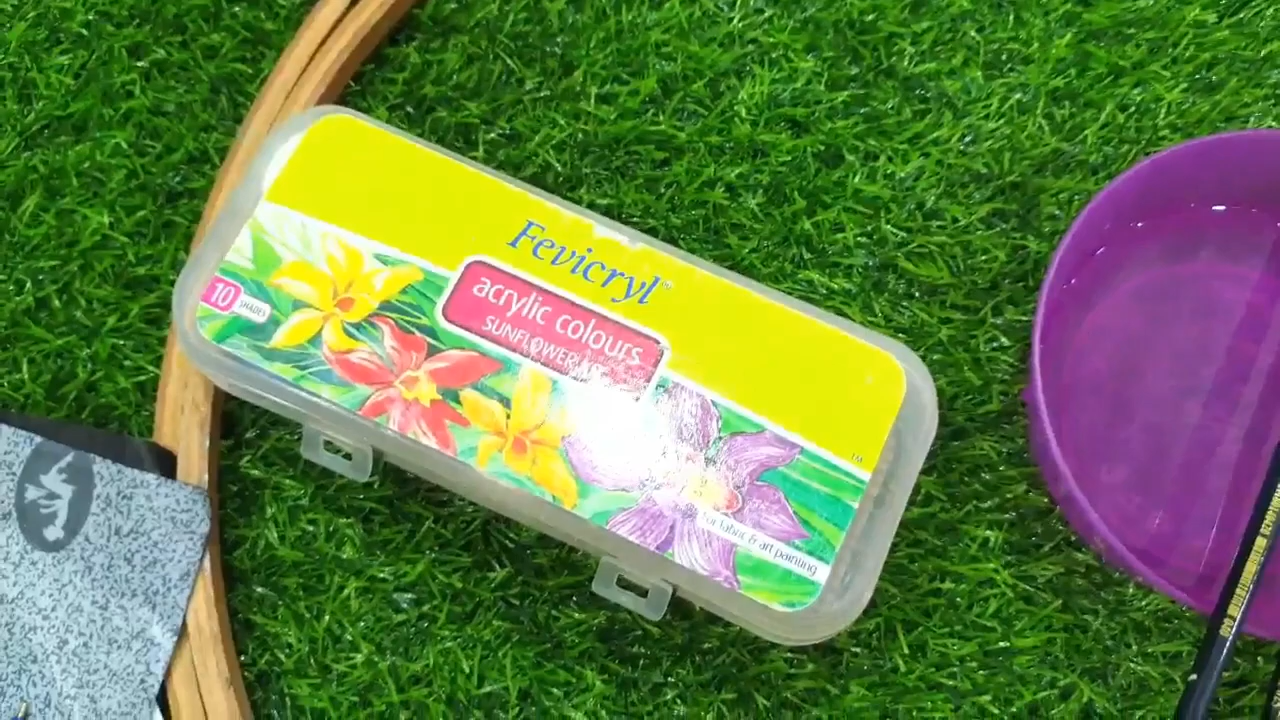 Fevicryl®
acrylic colours
SUNFLOWER
10 SHADES
TM
for fabric & art painting